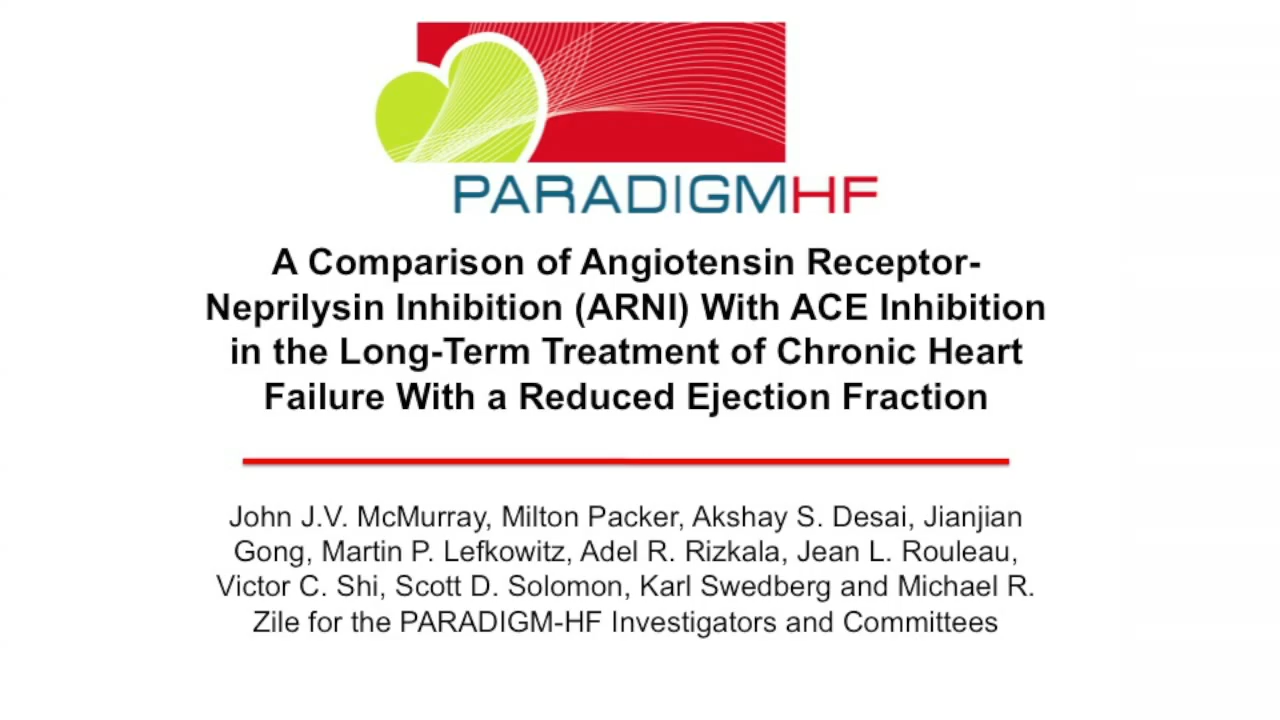 PARADIGMHF
A Comparison of Angiotensin Receptor-
Neprilysin Inhibition (ARNI) With ACE Inhibition
in the Long-Term Treatment of Chronic Heart
Failure With a Reduced Ejection Fraction
John J.V. McMurray, Milton Packer, Akshay S. Desai, Jianjian
Gong, Martin P. Lefkowitz, Adel R. Rizkala, Jean L. Rouleau,
Victor C. Shi, Scott D. Solomon, Karl Swedberg and Michael R.
Zile for the PARADIGM-HF Investigators and Committees